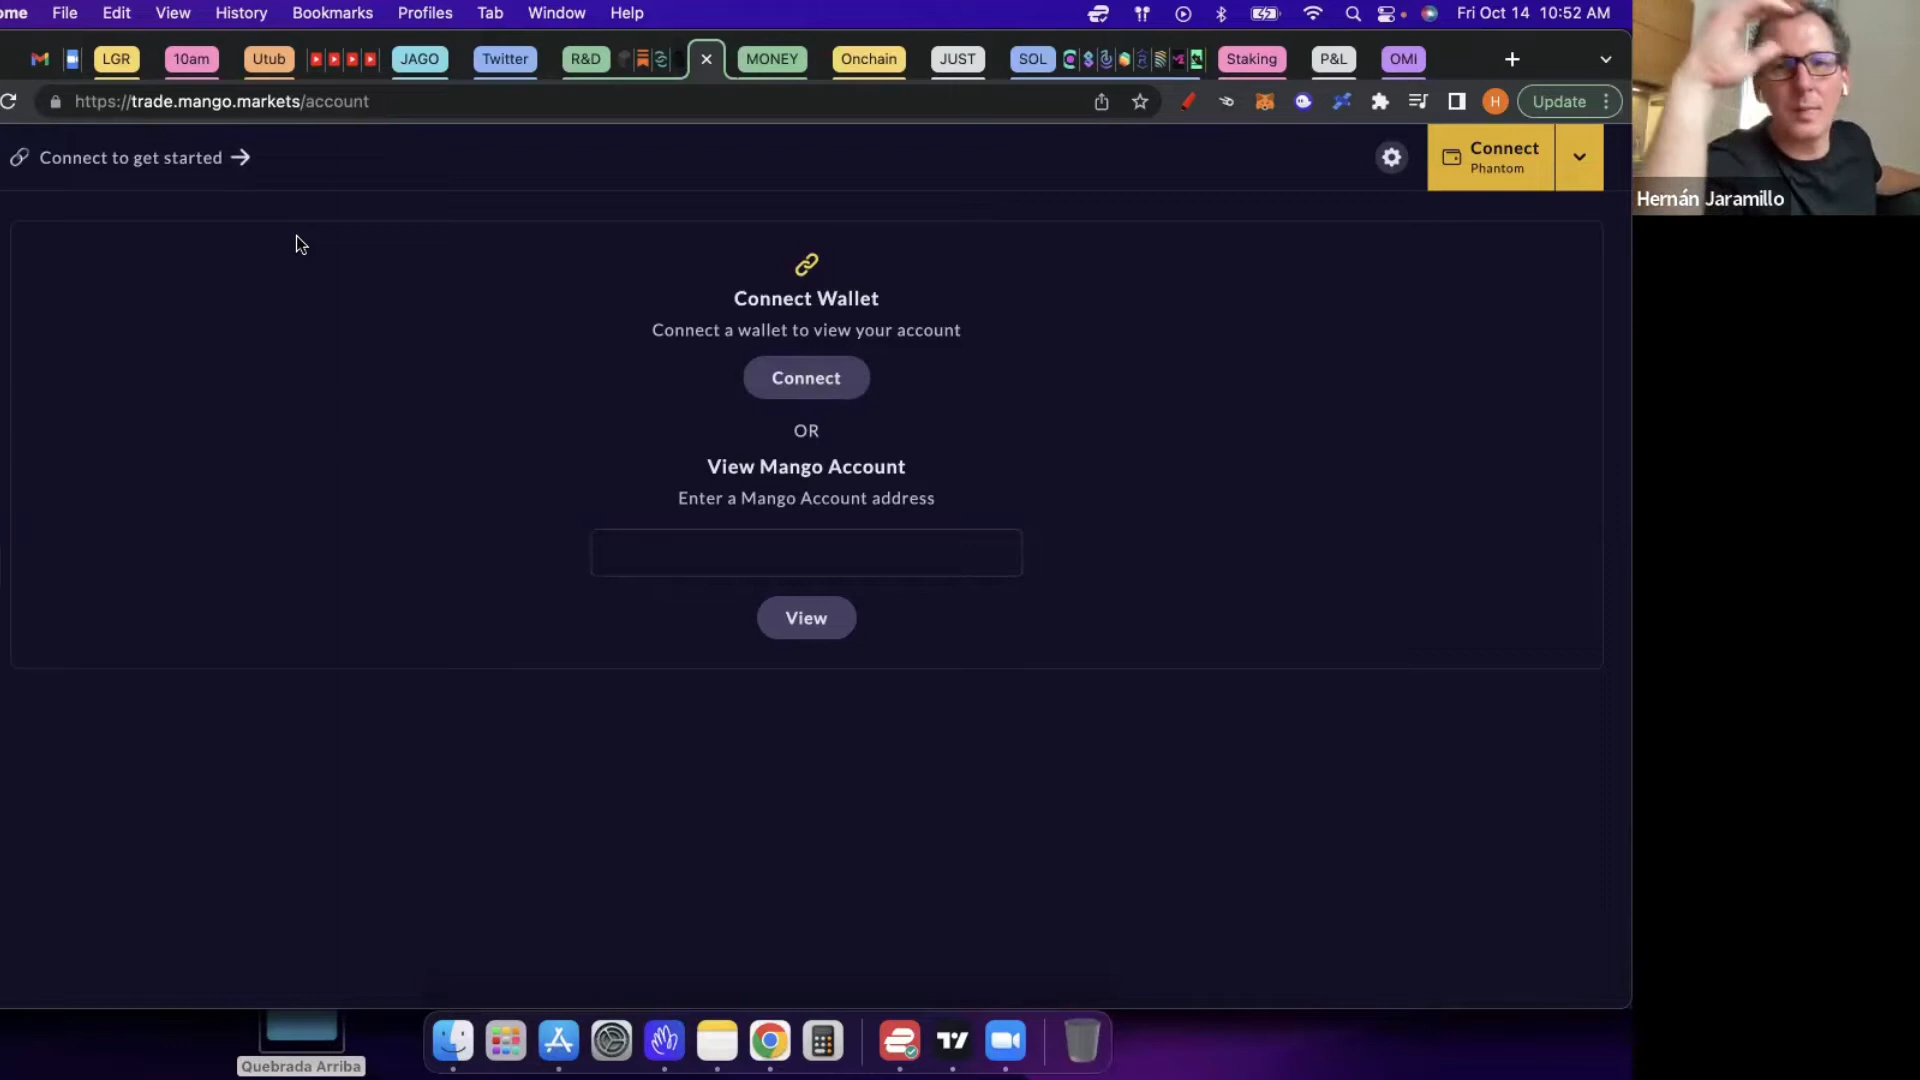 ome File Edit View History Bookmarks Profiles Tab Window Help Fri Oct 14 10:52 AM
LGR 10am Utub JAGO Twitter R&D MONEY Onchain JUST SOL Staking P&L OMI
https://trade.mango.markets/account H Update
Connect to get started
Connect
Phantom
Hernán Jaramillo
Connect Wallet
Connect a wallet to view your account
Connect
OR
View Mango Account
Enter a Mango Account address
View
Quebrada Arriba